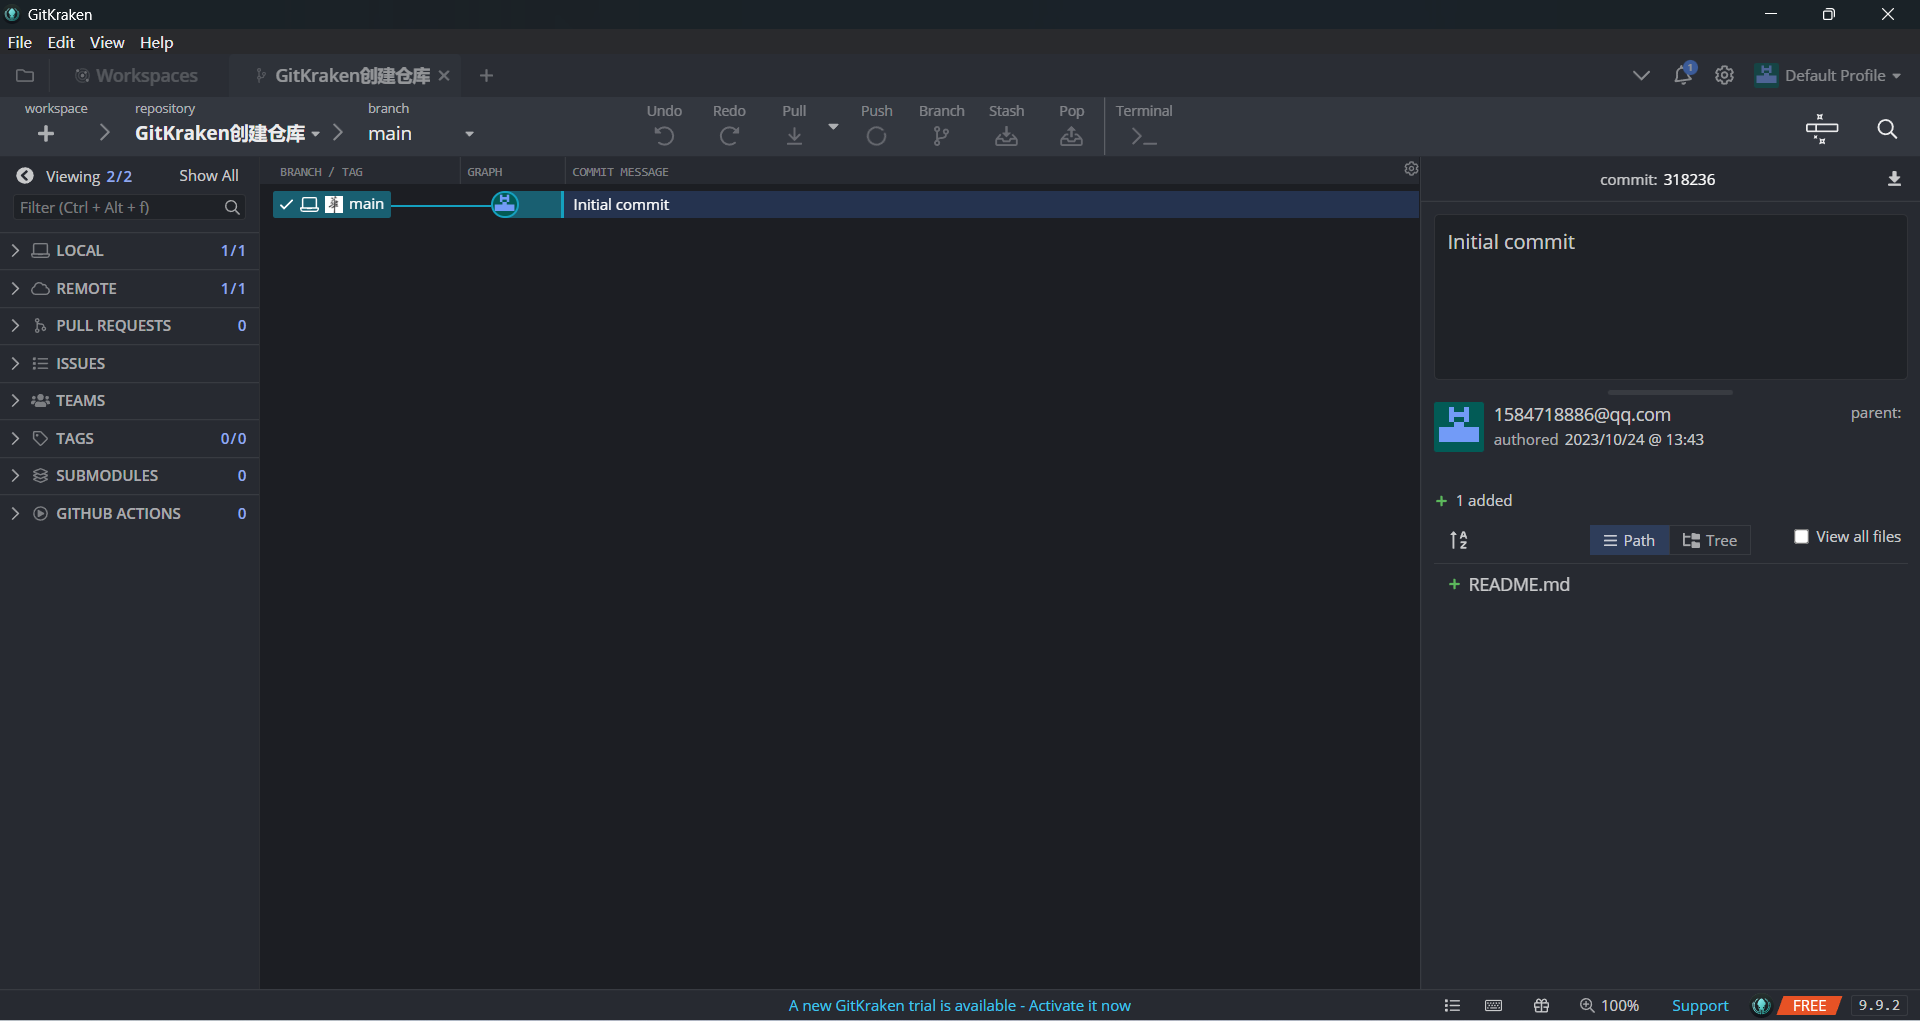 GitKraken
File Edit View Help
Workspaces
GitKraken创建仓库
1
Default Profile
workspace
repository
GitKraken创建仓库
branch
main
Undo
Redo
Pull
Push
Branch
Stash
Pop
Terminal
Viewing 2/2 Show All
Filter (Ctrl + Alt + f)
LOCAL 1/1
REMOTE 1/1
PULL REQUESTS 0
ISSUES
TEAMS
TAGS 0/0
SUBMODULES 0
GITHUB ACTIONS 0
BRANCH / TAG GRAPH COMMIT MESSAGE
main Initial commit
commit: 318236
Initial commit
1584718886@qq.com
authored 2023/10/24 @ 13:43
parent:
+ 1 added
Path Tree View all files
+ README.md
A new GitKraken trial is available - Activate it now
100% Support FREE 9.9.2